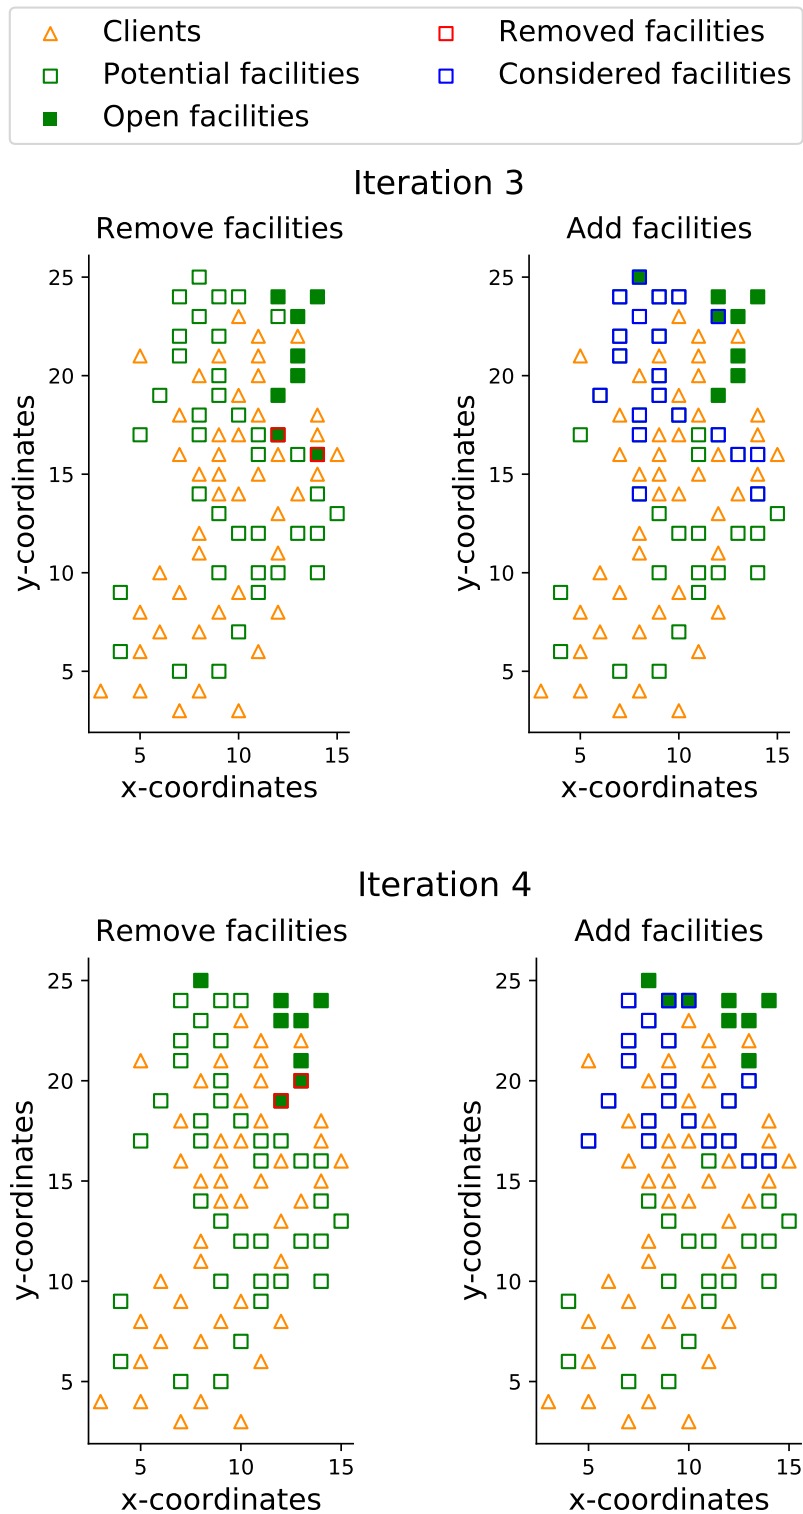 Clients
Removed facilities
Potential facilities
Considered facilities
Open facilities
Iteration 3
Remove facilities
Add facilities
25
20
15
10
5
y-coordinates
5 10 15
x-coordinates
25
20
15
10
5
y-coordinates
5 10 15
x-coordinates
Iteration 4
Remove facilities
Add facilities
25
20
15
10
5
y-coordinates
5 10 15
x-coordinates
25
20
15
10
5
y-coordinates
5 10 15
x-coordinates